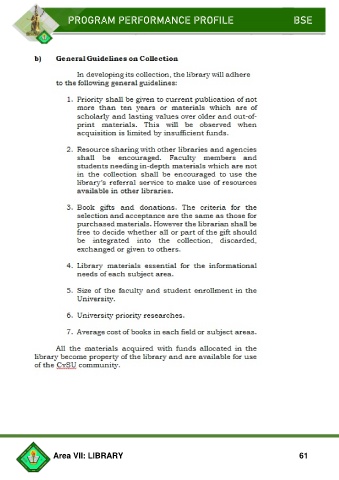 PROGRAM PERFORMANCE PROFILE BSE
b) General Guidelines on Collection
In developing its collection, the library will adhere
to the following general guidelines:
1. Priority shall be given to current publication of not
more than ten years or materials which are of
scholarly and lasting values over older and out-of-
print materials. This will be observed when
acquisition is limited by insufficient funds.
2. Resource sharing with other libraries and agencies
shall be encouraged. Faculty members and
students needing in-depth materials which are not
in the collection shall be encouraged to use the
library's referral service to make use of resources
available in other libraries.
3. Book gifts and donations. The criteria for the
selection and acceptance are the same as those for
purchased materials. However the librarian shall be
free to decide whether all or part of the gift should
be integrated into the collection, discarded,
exchanged or given to others.
4. Library materials essential for the informational
needs of each subject area.
5. Size of the faculty and student enrollment in the
University.
6. University priority researches.
7. Average cost of books in each field or subject areas.
All the materials acquired with funds allocated in the
library become property of the library and are available for use
of the CvSU community.
Area VII: LIBRARY 61